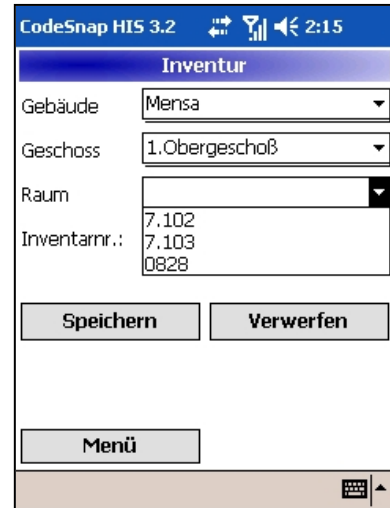 CodeSnap HIS 3.2 2:15
Inventur
Gebäude Mensa
Geschoss 1.Obergeschoß
Raum
7.102
Inventarnr.: 7.103
0828
Speichern Verwerfen
Menü